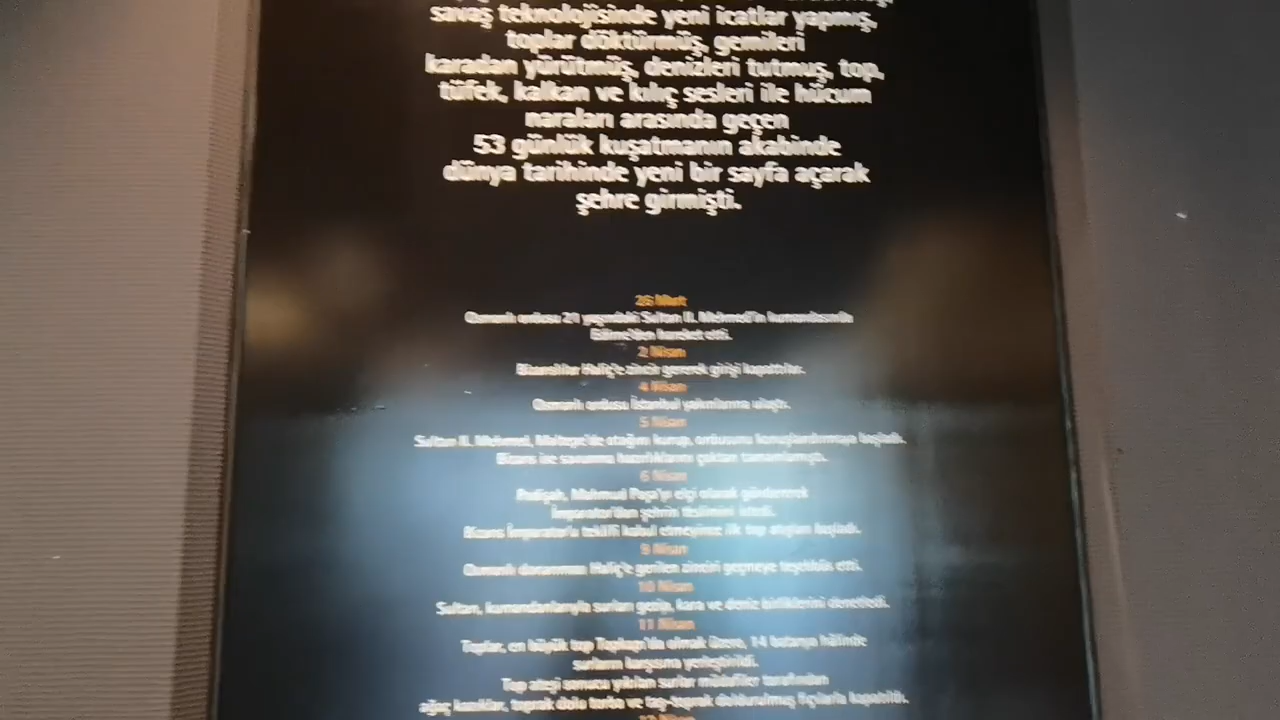 savaş teknolojisinde yeni icatlar yapmış,
toplar döktürmüş, gemileri
karadan yürütmüş, denizleri tutmuş, top,
tüfek, kalkan ve kılıç sesleri ile hücum
naraları arasında geçen
53 günlük kuşatmanın akabinde
dünya tarihinde yeni bir sayfa açarak
şehre girmişti.
Osmanlı ordusu 21 yaşındaki Sultan II. Mehmed'in kumandasında
Edirne'den hareket etti.
2 Nisan
Bizanslılar Haliç'e zincir gererek girişi kapattılar.
4 Nisan
Osmanlı ordusu İstanbul yakınlarına ulaştı.
5 Nisan
Sultan II. Mehmed, Maltepe'de otağını kurup, ordusunu konuşlandırmaya başladı.
Bizans ise savunma hazırlıklarını çoktan tamamlamıştı.
6 Nisan
Padişah, Mahmud Paşa'yı elçi olarak göndererek
İmparator'dan şehrin teslimini istedi.
Bizans İmparatoru teklifi kabul etmeyince ilk top atışları başladı.
9 Nisan
Osmanlı donanması Haliç'e gerilen zinciri geçmeye teşebbüs etti.
10 Nisan
Sultan, kumandanlarıyla surları gezip, kara ve deniz birliklerini denetledi.
11 Nisan
Toplar, en büyük top Topkapı'da olmak üzere, 14 batarya hâlinde
surların karşısına yerleştirildi.
Top ateşi sonucu yıkılan surlar müdafiler tarafından
ağaç kazıklar, toprak dolu torba ve taş-toprak doldurulmuş fıçılarla kapatıldı.